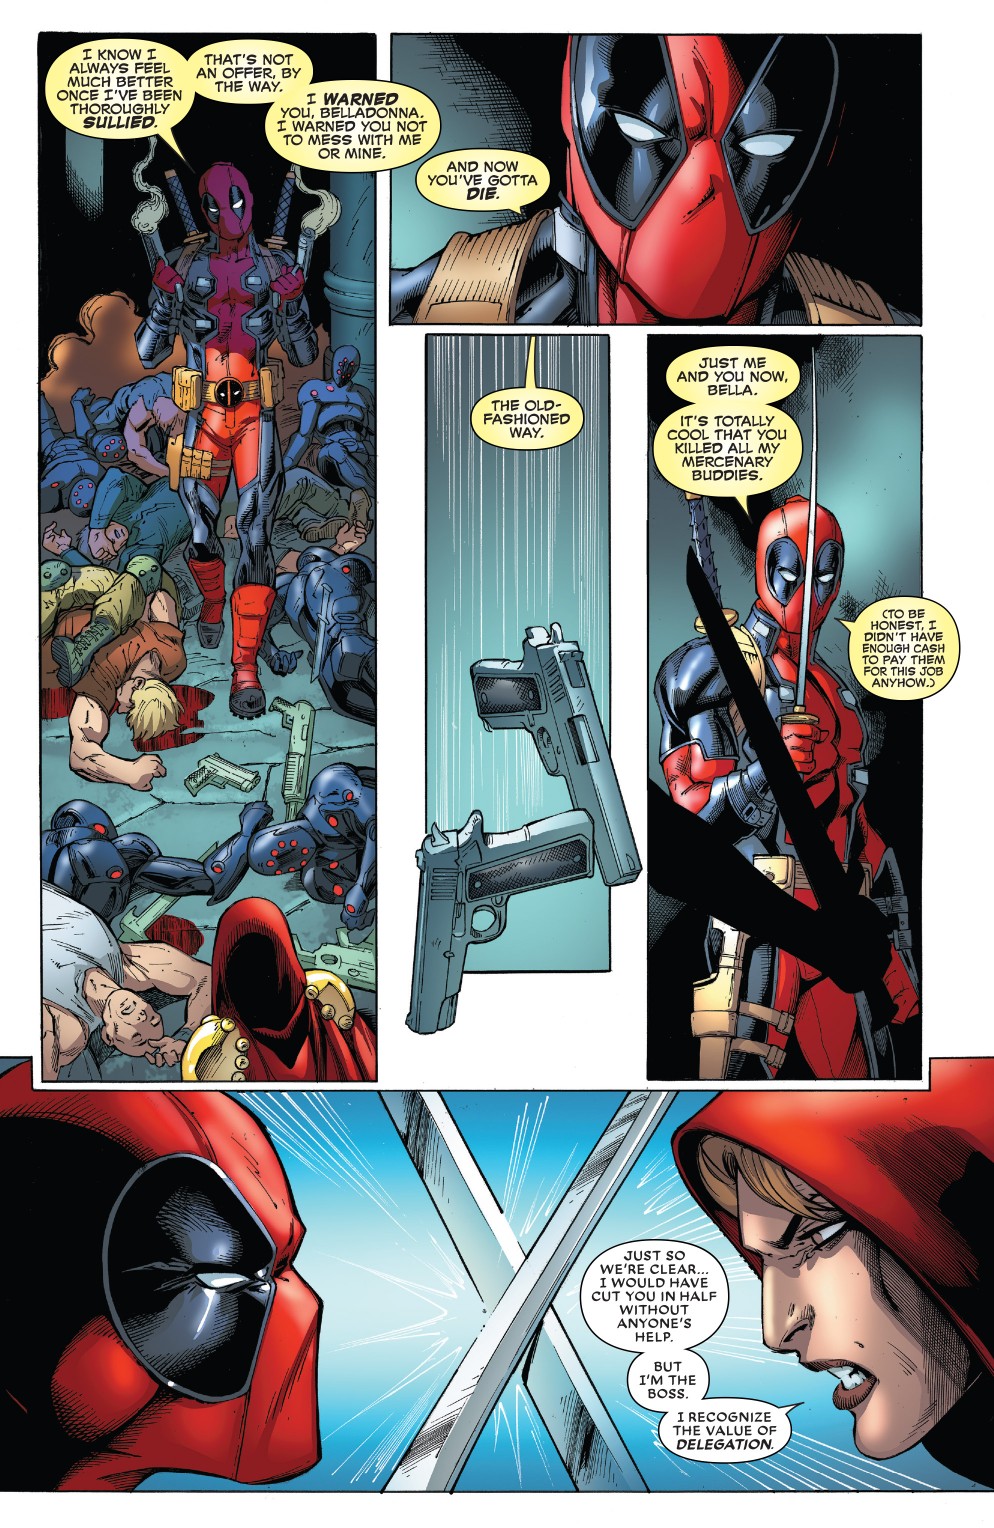 I KNOW I
ALWAYS FEEL
MUCH BETTER
ONCE I'VE BEEN
THOROUGHLY
SULLIED.
THAT'S NOT
AN OFFER, BY
THE WAY.
I WARNED
YOU, BELLADONNA.
I WARNED YOU NOT
TO MESS WITH ME
OR MINE.
AND NOW
YOU'VE GOTTA
DIE.
THE OLD-
FASHIONED
WAY.
JUST ME
AND YOU NOW,
BELLA.
IT'S TOTALLY
COOL THAT YOU
KILLED ALL MY
MERCENARY
BUDDIES.
(TO BE
HONEST, I
DIDN'T HAVE
ENOUGH CASH
TO PAY THEM
FOR THIS JOB
ANYHOW.)
JUST SO
WE'RE CLEAR...
I WOULD HAVE
CUT YOU IN HALF
WITHOUT
ANYONE'S
HELP.
BUT
I'M THE
BOSS.
I RECOGNIZE
THE VALUE OF
DELEGATION.